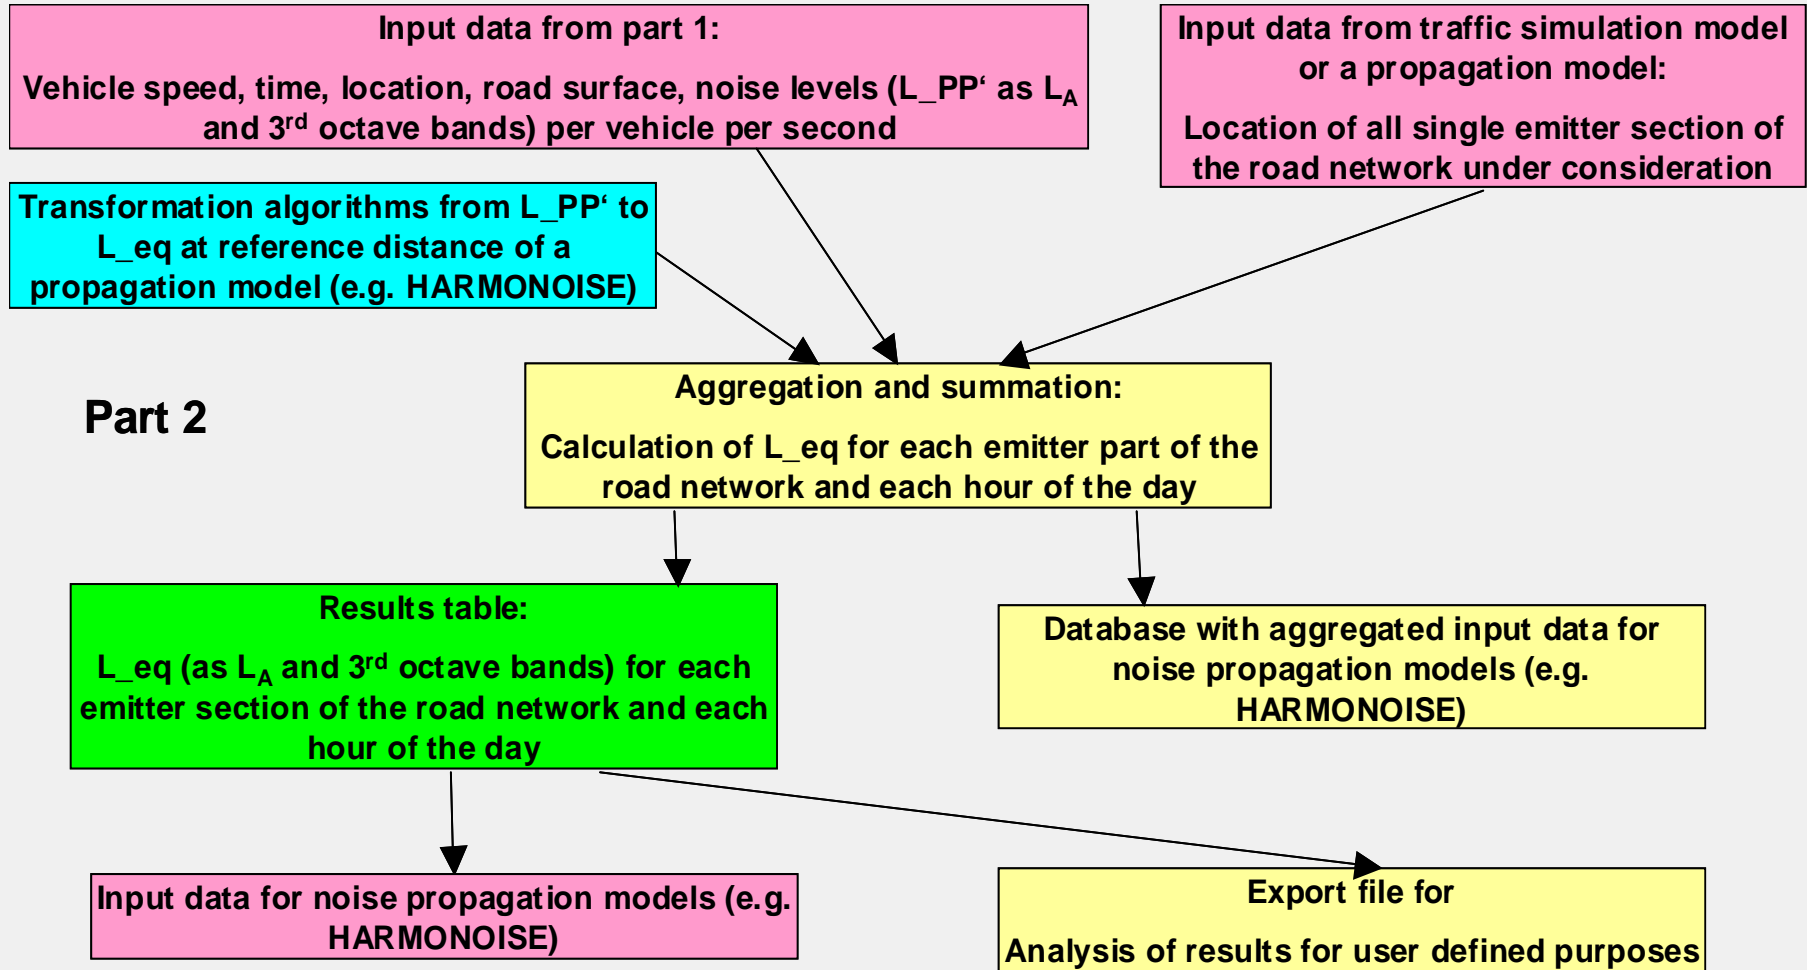 Input data from part 1:
Vehicle speed, time, location, road surface, noise levels (L_PP‘ as L_A
and 3rd octave bands) per vehicle per second
Input data from traffic simulation model
or a propagation model:
Location of all single emitter section of
the road network under consideration
Transformation algorithms from L_PP‘ to
L_eq at reference distance of a
propagation model (e.g. HARMONOISE)
Part 2
Aggregation and summation:
Calculation of L_eq for each emitter part of the
road network and each hour of the day
Results table:
L_eq (as L_A and 3rd octave bands) for each
emitter section of the road network and each
hour of the day
Database with aggregated input data for
noise propagation models (e.g.
HARMONOISE)
Input data for noise propagation models (e.g.
HARMONOISE)
Export file for
Analysis of results for user defined purposes